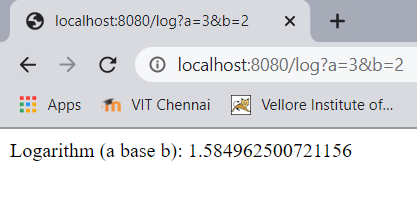 localhost:8080/log?a=3&b=2
localhost:8080/log?a=3&b=2
Apps VIT Chennai Vellore Institute of...
Logarithm (a base b): 1.584962500721156